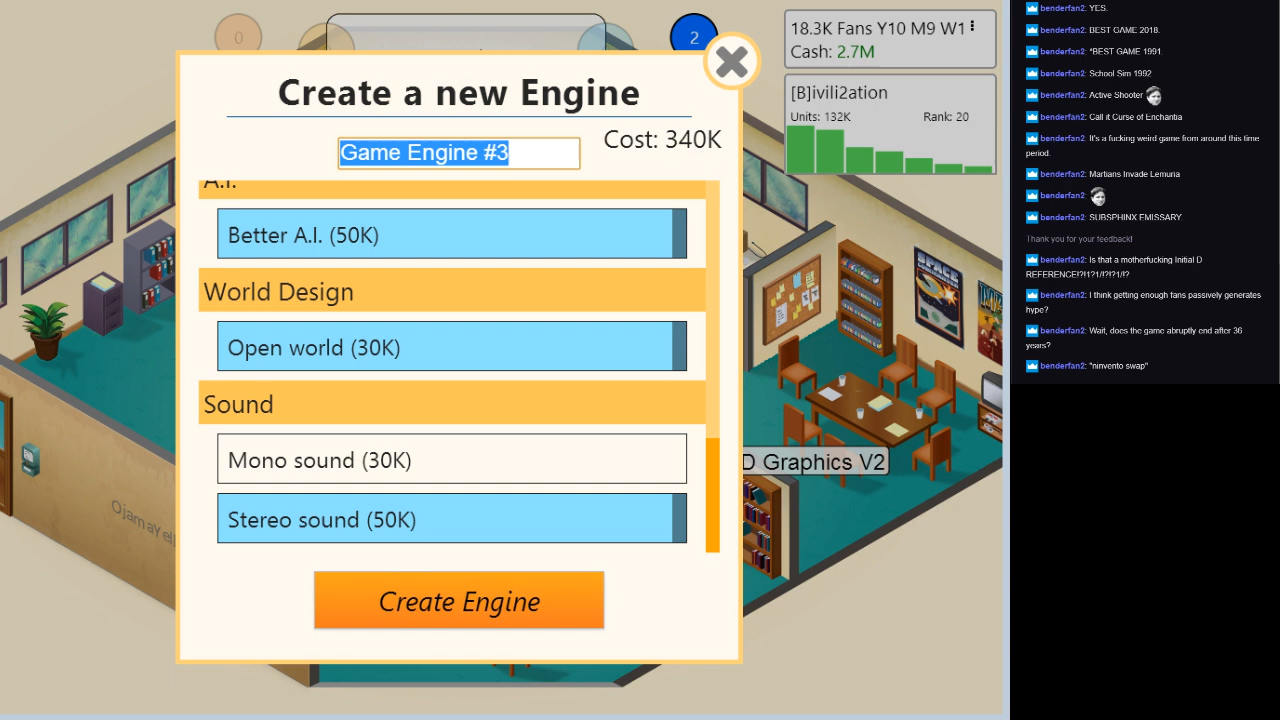 0
2
18.3K Fans Y10 M9 W1
Cash: 2.7M
[B]ivili2ation
Units: 132K Rank: 20
Create a new Engine
Cost: 340K
Game Engine #3
A.I.
Better A.I. (50K)
World Design
Open world (30K)
Sound
Mono sound (30K)
Stereo sound (50K)
Create Engine
D Graphics V2
SPACE
OjamaYel
benderfan2: YES.
benderfan2: BEST GAME 2018.
benderfan2: *BEST GAME 1991.
benderfan2: School Sim 1992
benderfan2: Active Shooter
benderfan2: Call it Curse of Enchantia
benderfan2: It's a fucking weird game from around this time
period.
benderfan2: Martians Invade Lemuria
benderfan2:
benderfan2: SUBSPHINX EMISSARY
Thank you for your feedback!
benderfan2: Is that a motherfucking Initial D
REFERENCE!?!1?1/!?!?1/!?
benderfan2: I think getting enough fans passively generates
hype?
benderfan2: Wait, does the game abruptly end after 36
years?
benderfan2: "ninvento swap"